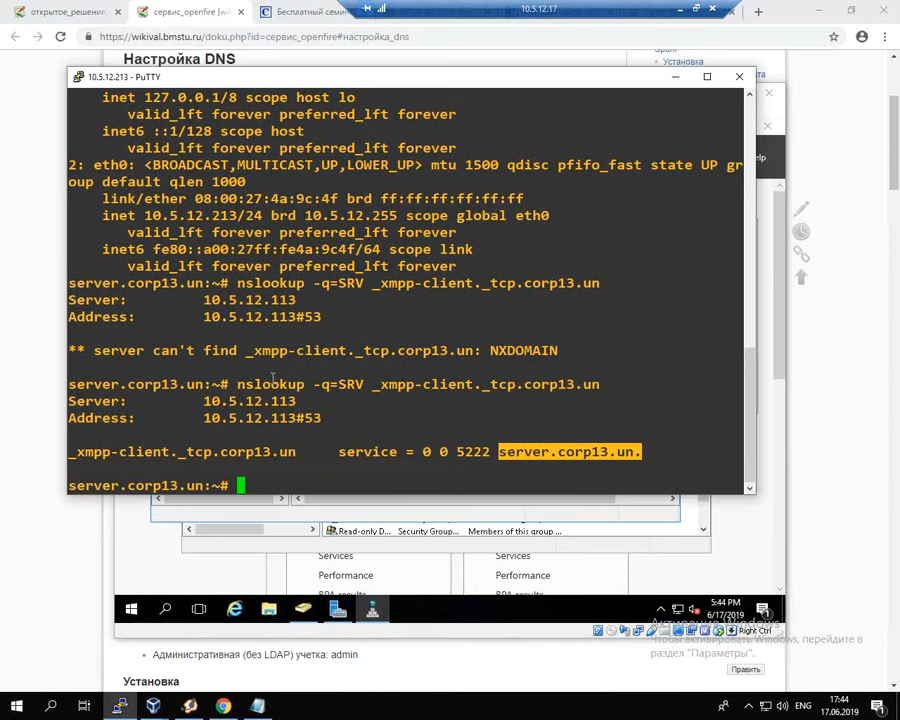 открытое_решение
сервис_openfire [wiki
Бесплатный семин
10.5.12.17
https://wikival.bmstu.ru/doku.php?id=сервис_openfire#настройка_dns
Настройка DNS
Установка
10.5.12.213 - PuTTY
inet 127.0.0.1/8 scope host lo
valid_lft forever preferred_lft forever
inet6 ::1/128 scope host
valid_lft forever preferred_lft forever
2: eth0: <BROADCAST,MULTICAST,UP,LOWER_UP> mtu 1500 qdisc pfifo_fast state UP gr
oup default qlen 1000
link/ether 08:00:27:4a:9c:4f brd ff:ff:ff:ff:ff:ff
inet 10.5.12.213/24 brd 10.5.12.255 scope global eth0
valid_lft forever preferred_lft forever
inet6 fe80::a00:27ff:fe4a:9c4f/64 scope link
valid_lft forever preferred_lft forever
server.corp13.un:~# nslookup -q=SRV _xmpp-client._tcp.corp13.un
Server: 10.5.12.113
Address: 10.5.12.113#53
** server can't find _xmpp-client._tcp.corp13.un: NXDOMAIN
server.corp13.un:~# nslookup -q=SRV _xmpp-client._tcp.corp13.un
Server: 10.5.12.113
Address: 10.5.12.113#53
_xmpp-client._tcp.corp13.un service = 0 0 5222 server.corp13.un.
server.corp13.un:~#
Read-only D... Security Group... Members of this group ...
Services Services
Performance Performance
BPA results BPA results
5:44 PM
6/17/2019
Right Ctrl
Активация Windows
Чтобы активировать Windows, перейдите в
раздел "Параметры".
Административная (без LDAP) учетка: admin
Править
Установка
ENG
17:44
17.06.2019